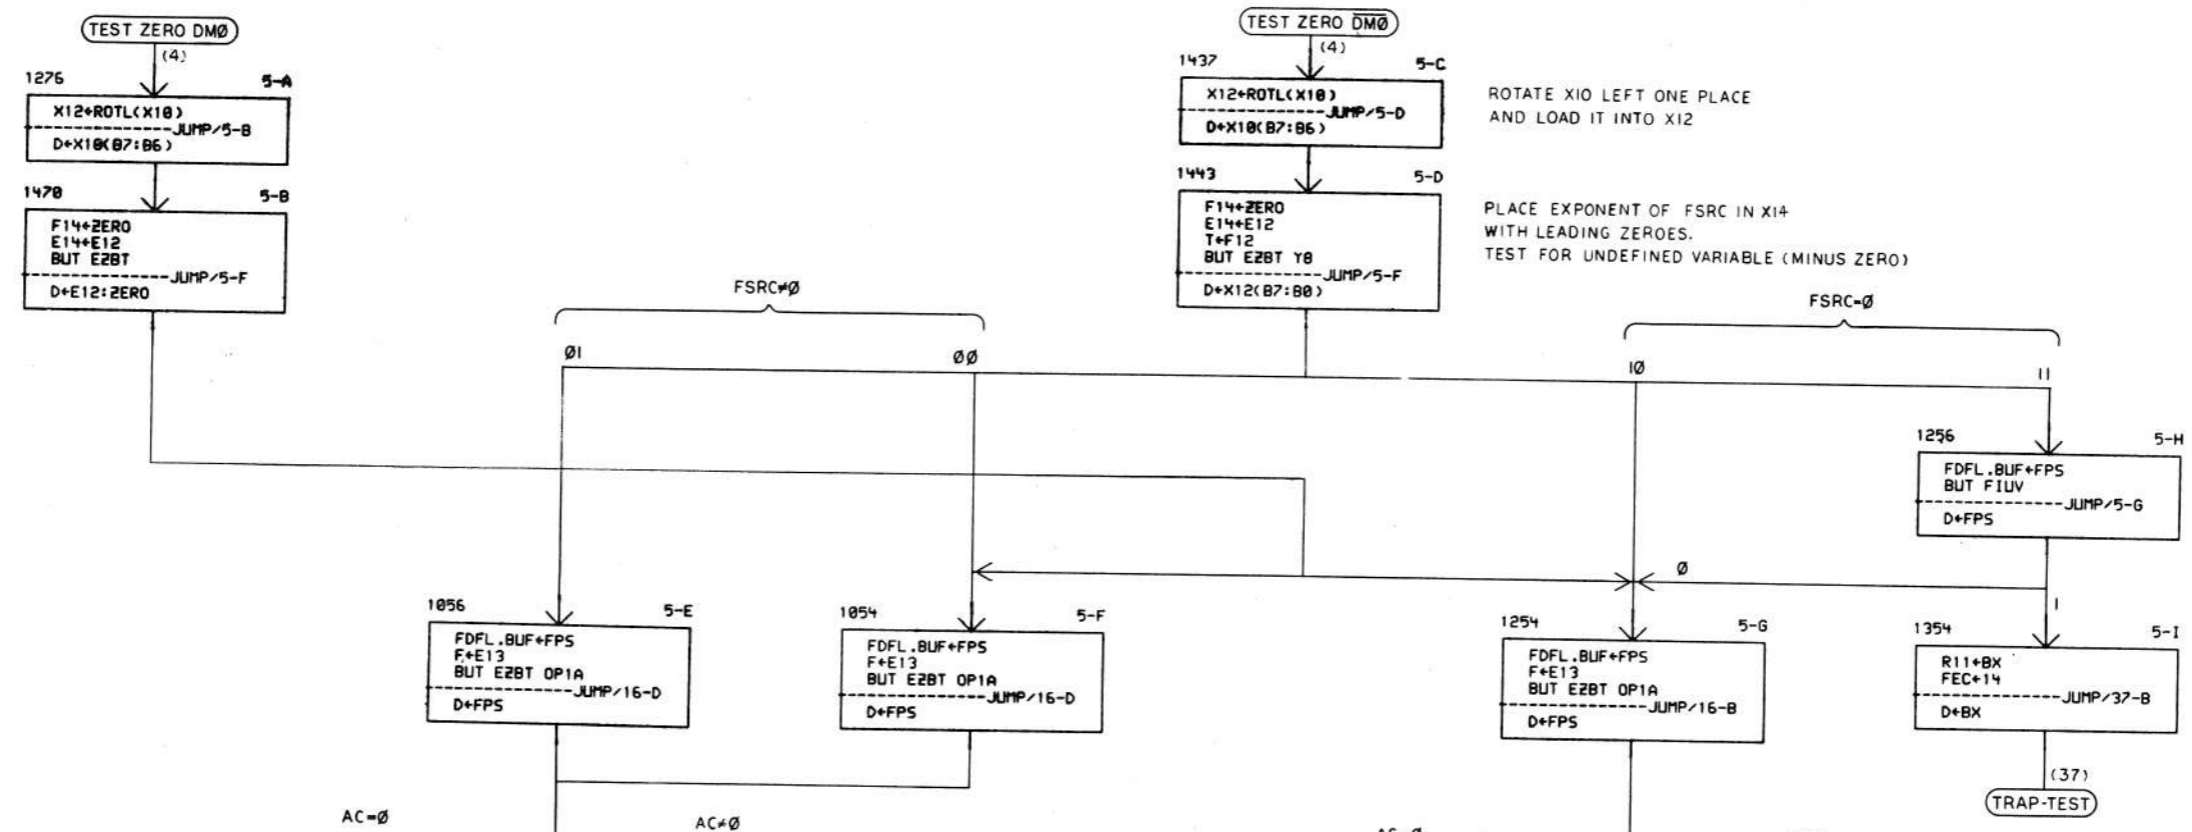 TEST ZERO DMØ
(4)
1276 5-A
X12←ROTL(X10)
JUMP/5-B
D←X10(B7:B6)
1470 5-B
F14←ZERO
E14←E12
BUT EZBT
JUMP/5-F
D←E12:ZERO
TEST ZERO D̅M̅Ø̅
(4)
1437 5-C
X12←ROTL(X10)
JUMP/5-D
D←X10(B7:B6)
ROTATE X10 LEFT ONE PLACE
AND LOAD IT INTO X12
1443 5-D
F14←ZERO
E14←E12
T←F12
BUT EZBT Y8
JUMP/5-F
D←X12(B7:B0)
PLACE EXPONENT OF FSRC IN X14
WITH LEADING ZEROES.
TEST FOR UNDEFINED VARIABLE (MINUS ZERO)
FSRC≠Ø
FSRC=Ø
Ø1
ØØ
1Ø
11
1256 5-H
FDFL.BUF←FPS
BUT FIUV
JUMP/5-G
D←FPS
Ø
1
1056 5-E
FDFL.BUF←FPS
F←E13
BUT EZBT OP1A
JUMP/16-D
D←FPS
1054 5-F
FDFL.BUF←FPS
F←E13
BUT EZBT OP1A
JUMP/16-D
D←FPS
1254 5-G
FDFL.BUF←FPS
F←E13
BUT EZBT OP1A
JUMP/16-B
D←FPS
1354 5-I
R11←BX
FEC←14
JUMP/37-B
D←BX
(37)
TRAP-TEST
AC=Ø
AC≠Ø